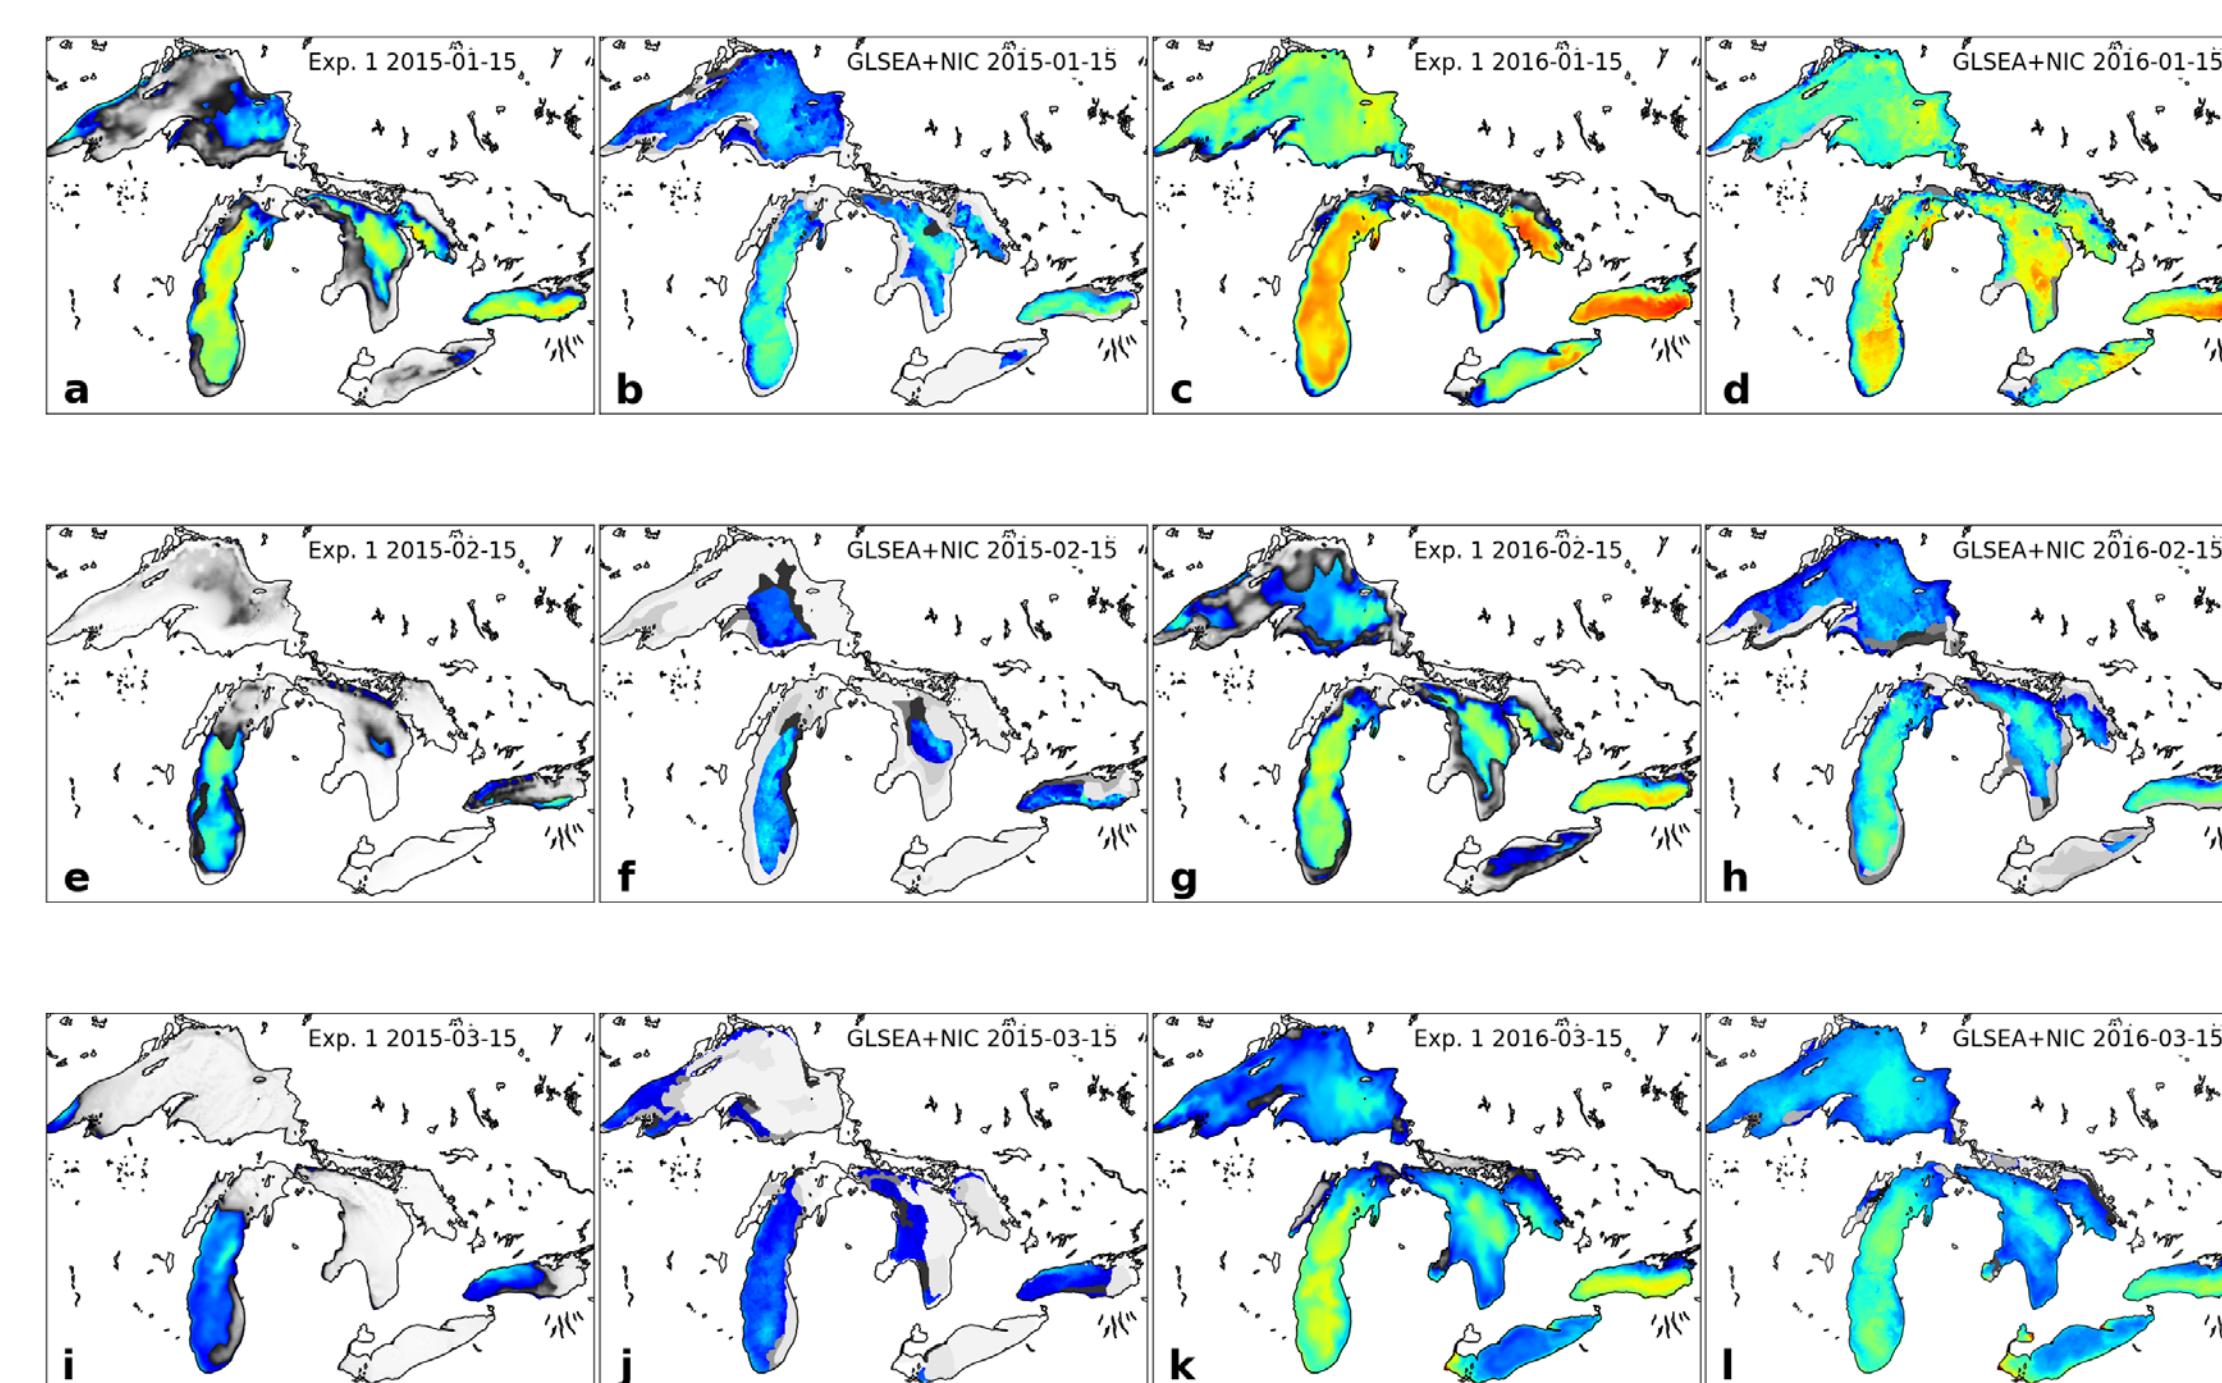 Exp. 1 2015-01-15
GLSEA+NIC 2015-01-15
Exp. 1 2016-01-15
GLSEA+NIC 2016-01-15
a
b
c
d
Exp. 1 2015-02-15
GLSEA+NIC 2015-02-15
Exp. 1 2016-02-15
GLSEA+NIC 2016-02-15
e
f
g
h
Exp. 1 2015-03-15
GLSEA+NIC 2015-03-15
Exp. 1 2016-03-15
GLSEA+NIC 2016-03-15
i
j
k
l